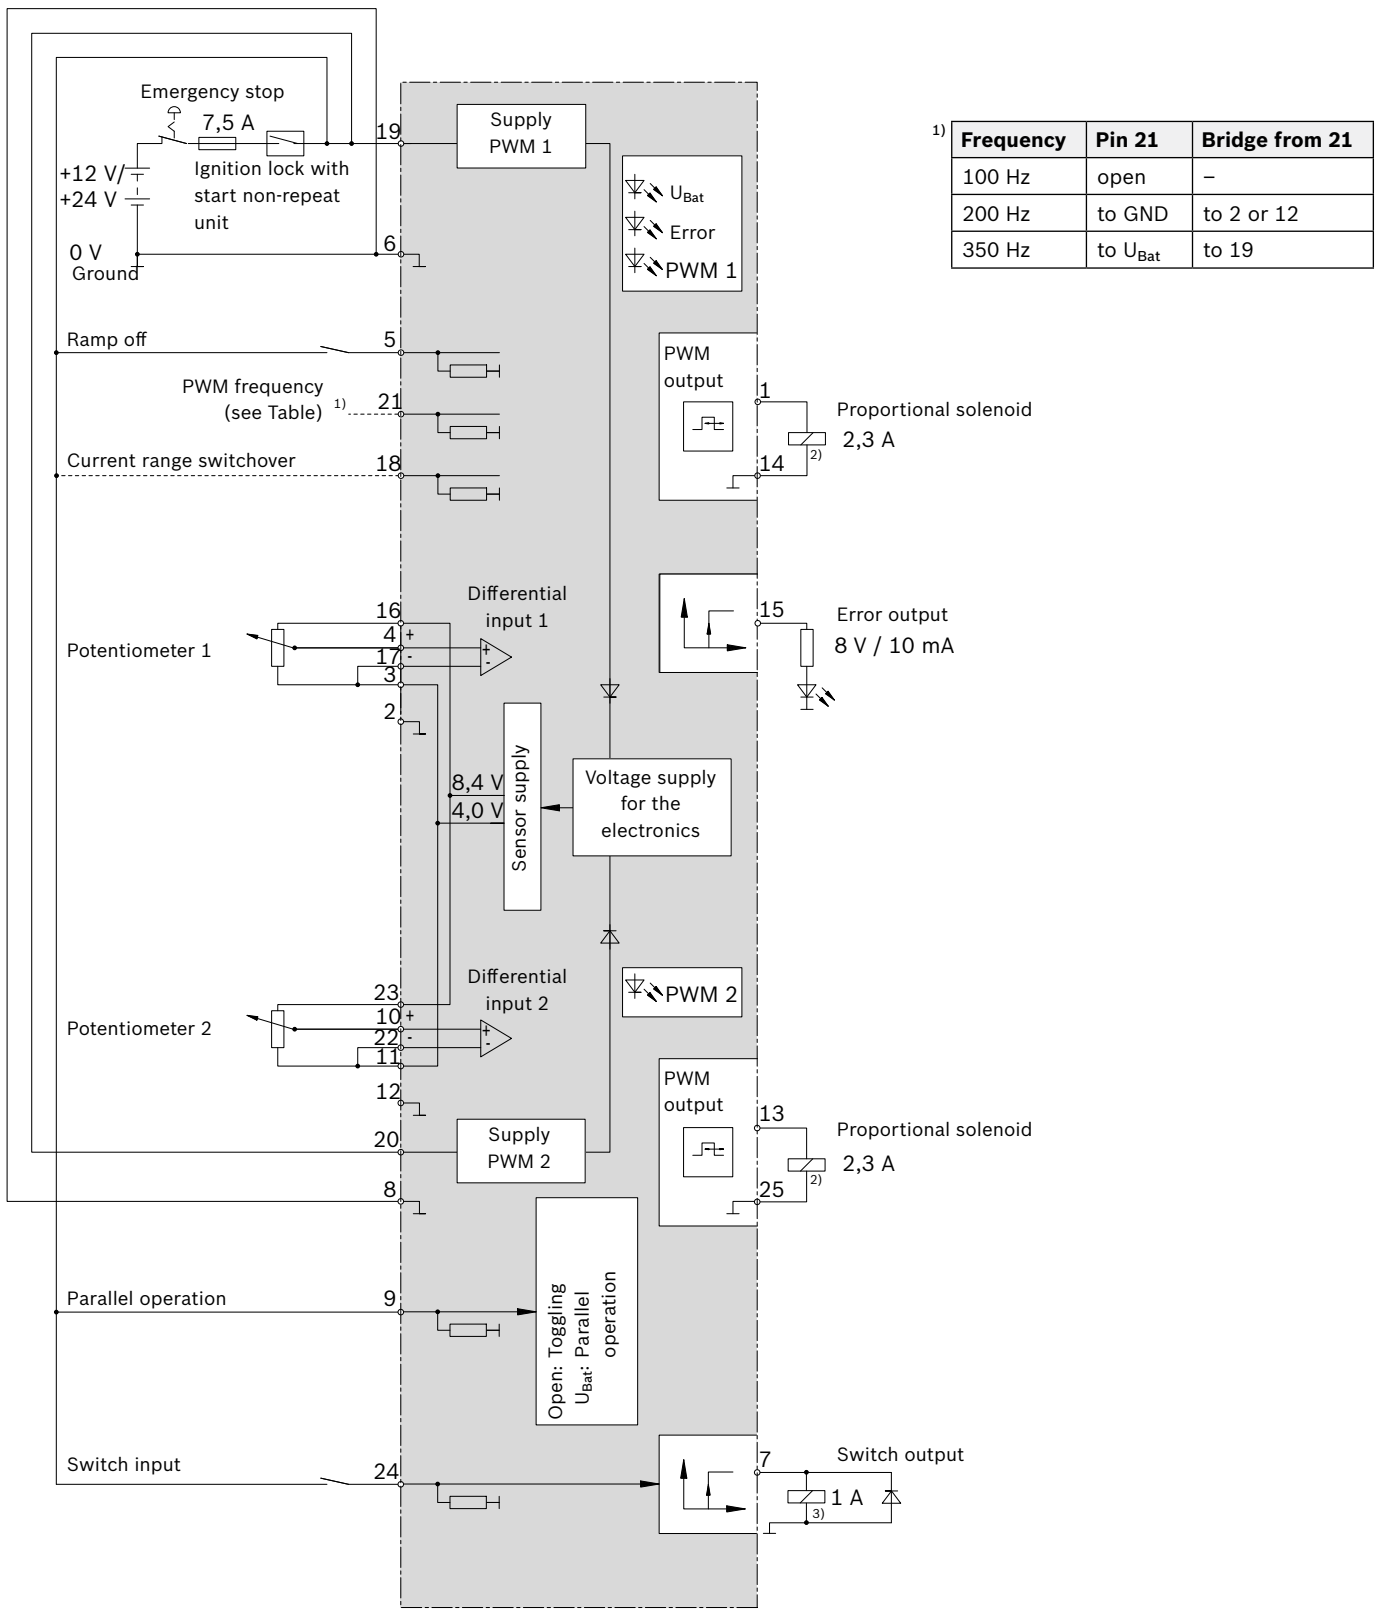 Emergency stop
7,5 A
+12 V/
+24 V
Ignition lock with
start non-repeat
unit
0 V
Ground
19
6
Supply
PWM 1
UBat
Error
PWM 1
1)
Frequency Pin 21 Bridge from 21
100 Hz open –
200 Hz to GND to 2 or 12
350 Hz to UBat to 19
Ramp off
5
PWM frequency
(see Table) 1)
21
Current range switchover
18
PWM
output
1
Proportional solenoid
2,3 A
2)
14
Differential
input 1
Potentiometer 1
16
4 +
17 -
3
+
-
2
15
Error output
8 V / 10 mA
8,4 V
4,0 V
Sensor supply
Voltage supply
for the
electronics
Differential
input 2
Potentiometer 2
23
10 +
22 -
11
+
-
12
PWM 2
20
Supply
PWM 2
8
PWM
output
13
Proportional solenoid
2,3 A
2)
25
Parallel operation
9
Open: Toggling
UBat: Parallel
operation
Switch input
24
7
Switch output
1 A
3)